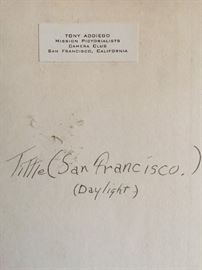 TONY ADDIEGO
MISSION PICTORIALISTS
CAMERA CLUB
SAN FRANCISCO, CALIFORNIA
Tittle (San Francisco.)
(Daylight)